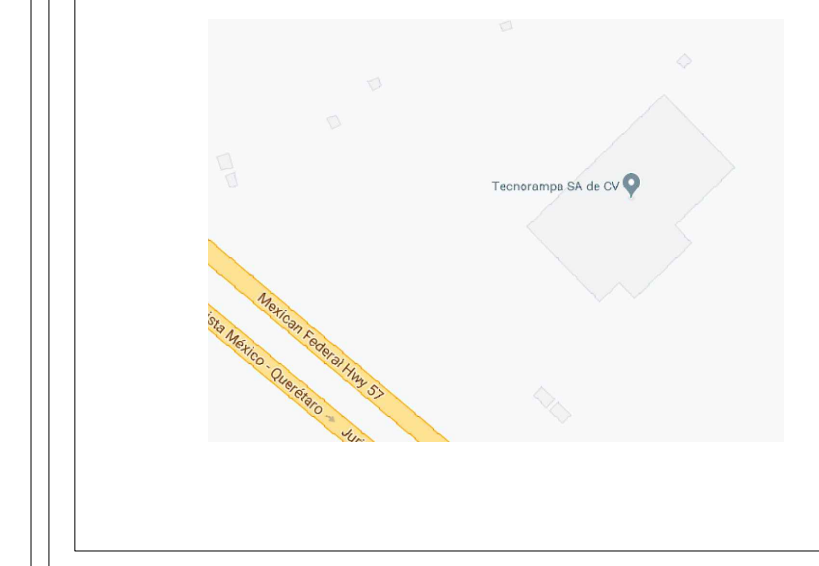 Tecnorampa SA de CV
Mexican Federal Hwy 57
ista México - Querétaro